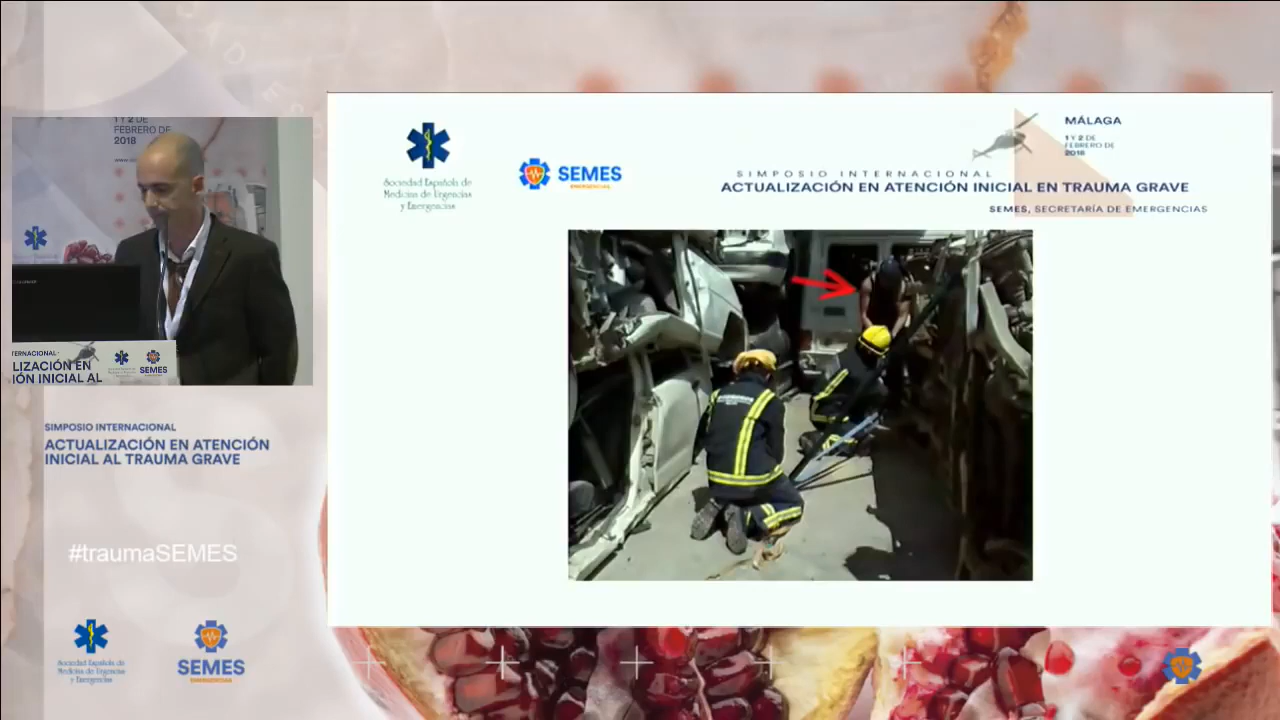 1 Y 2 DE
FEBRERO DE
2018
INTERNACIONAL
LIZACIÓN EN
IÓN INICIAL AL
SEMES
SIMPOSIO INTERNACIONAL
ACTUALIZACIÓN EN ATENCIÓN
INICIAL AL TRAUMA GRAVE
#traumaSEMES
Sociedad Española de
Medicina de Urgencias
y Emergencias
SEMES
EMERGENCIAS
Sociedad Española de
Medicina de Urgencias
y Emergencias
SEMES
EMERGENCIAS
MÁLAGA
1 Y 2 DE
FEBRERO DE
2018
SIMPOSIO INTERNACIONAL
ACTUALIZACIÓN EN ATENCIÓN INICIAL EN TRAUMA GRAVE
SEMES, SECRETARÍA DE EMERGENCIAS